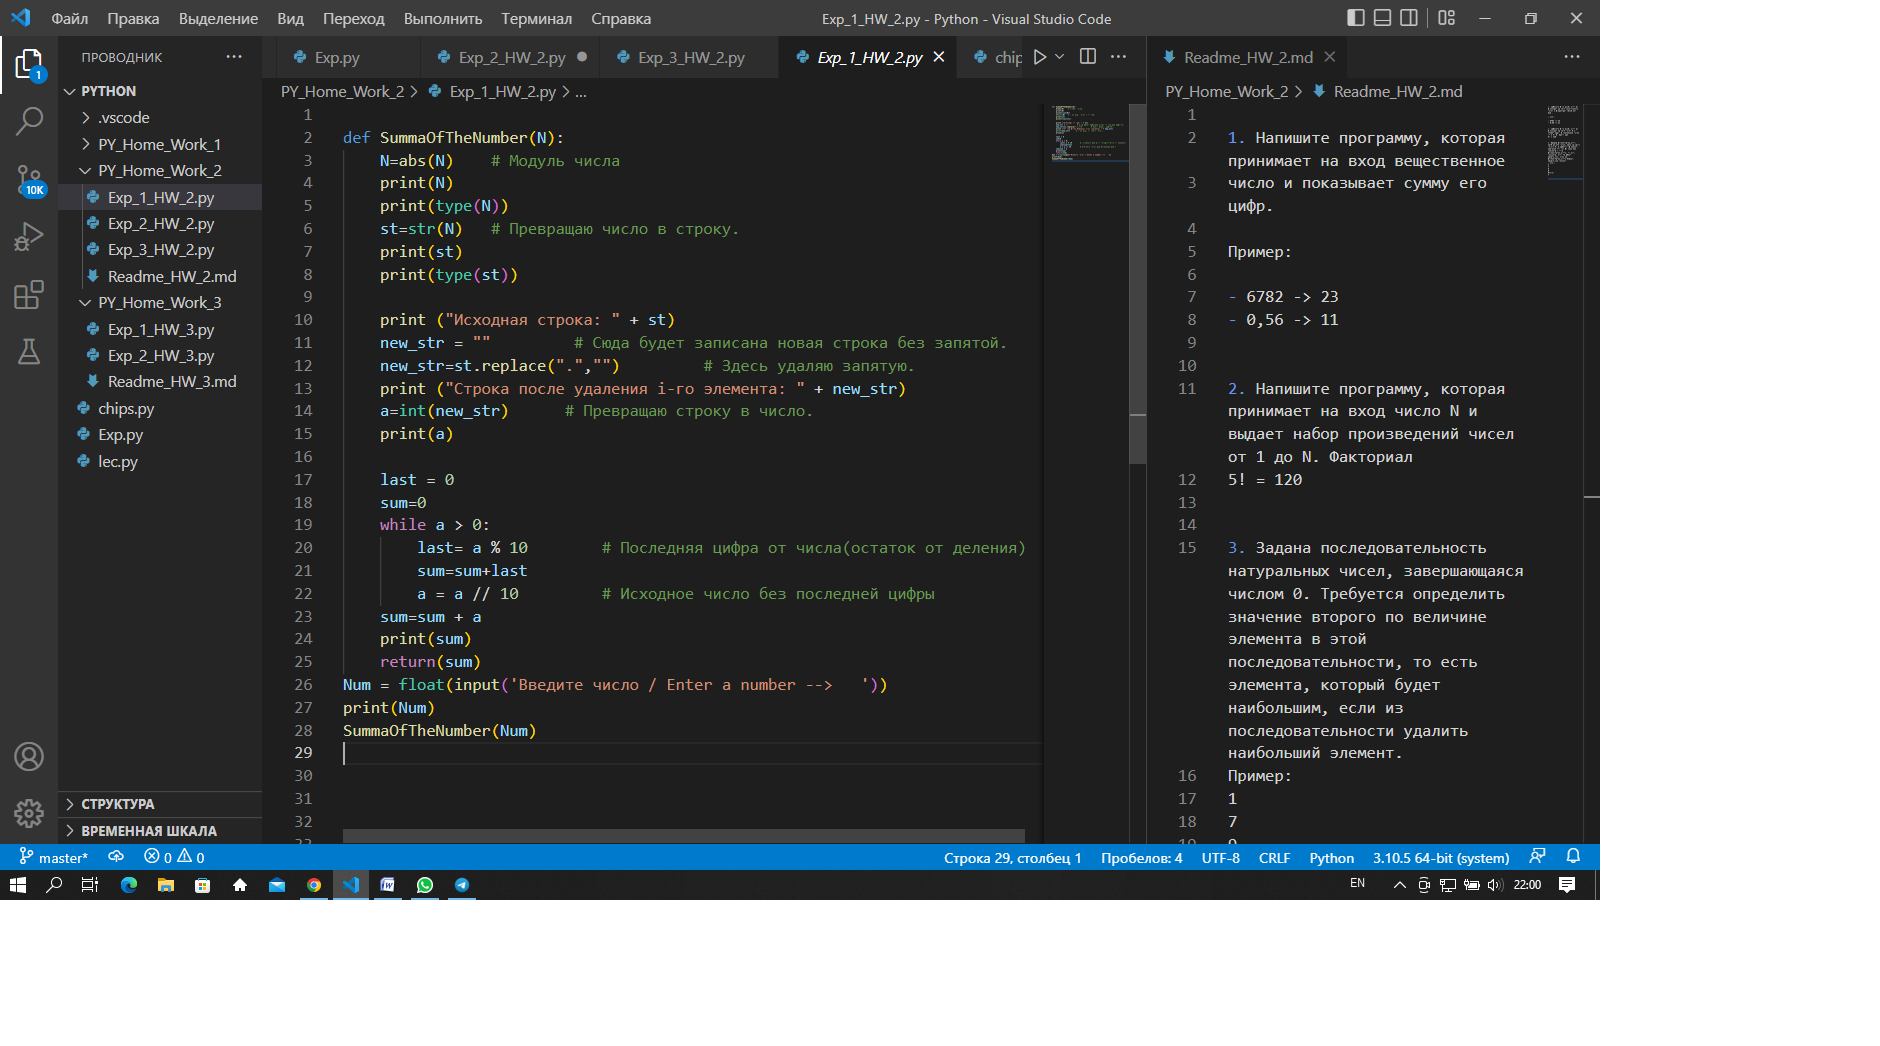 Файл Правка Выделение Вид Переход Выполнить Терминал Справка Exp_1_HW_2.py - Python - Visual Studio Code
ПРОВОДНИК
1
10K
PYTHON
.vscode
PY_Home_Work_1
PY_Home_Work_2
Exp_1_HW_2.py
Exp_2_HW_2.py
Exp_3_HW_2.py
Readme_HW_2.md
PY_Home_Work_3
Exp_1_HW_3.py
Exp_2_HW_3.py
Readme_HW_3.md
chips.py
Exp.py
lec.py
СТРУКТУРА
ВРЕМЕННАЯ ШКАЛА
Exp.py Exp_2_HW_2.py Exp_3_HW_2.py Exp_1_HW_2.py chip
PY_Home_Work_2 > Exp_1_HW_2.py > ...
1
2 def SummaOfTheNumber(N):
3 N=abs(N) # Модуль числа
4 print(N)
5 print(type(N))
6 st=str(N) # Превращаю число в строку.
7 print(st)
8 print(type(st))
9
10 print ("Исходная строка: " + st)
11 new_str = "" # Сюда будет записана новая строка без запятой.
12 new_str=st.replace(".","") # Здесь удаляю запятую.
13 print ("Строка после удаления i-го элемента: " + new_str)
14 a=int(new_str) # Превращаю строку в число.
15 print(a)
16
17 last = 0
18 sum=0
19 while a > 0:
20 last= a % 10 # Последняя цифра от числа(остаток от деления)
21 sum=sum+last
22 a = a // 10 # Исходное число без последней цифры
23 sum=sum + a
24 print(sum)
25 return(sum)
26 Num = float(input('Введите число / Enter a number -->   '))
27 print(Num)
28 SummaOfTheNumber(Num)
29
30
31
32
Readme_HW_2.md
PY_Home_Work_2 > Readme_HW_2.md
1
2 1. Напишите программу, которая
принимает на вход вещественное
3 число и показывает сумму его
цифр.
4
5 Пример:
6
7 - 6782 -> 23
8 - 0,56 -> 11
9
10
11 2. Напишите программу, которая
принимает на вход число N и
выдает набор произведений чисел
от 1 до N. Факториал
12 5! = 120
13
14
15 3. Задана последовательность
натуральных чисел, завершающаяся
числом 0. Требуется определить
значение второго по величине
элемента в этой
последовательности, то есть
элемента, который будет
наибольшим, если из
последовательности удалить
наибольший элемент.
16 Пример:
17 1
18 7
master* 0 0 Строка 29, столбец 1 Пробелов: 4 UTF-8 CRLF Python 3.10.5 64-bit (system)
EN 22:00